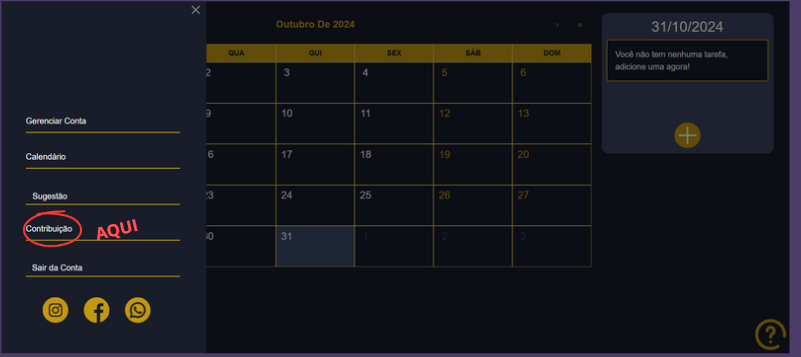 Outubro De 2024
31/10/2024
QUA QUI SEX SÁB DOM
Você não tem nenhuma tarefa,
adicione uma agora!
2 3 4 5 6
9 10 11 12 13
16 17 18 19 20
23 24 25 26 27
30 31 1 2 3
Gerenciar Conta
Calendário
Sugestão
Contribuição
AQUI
Sair da Conta
?